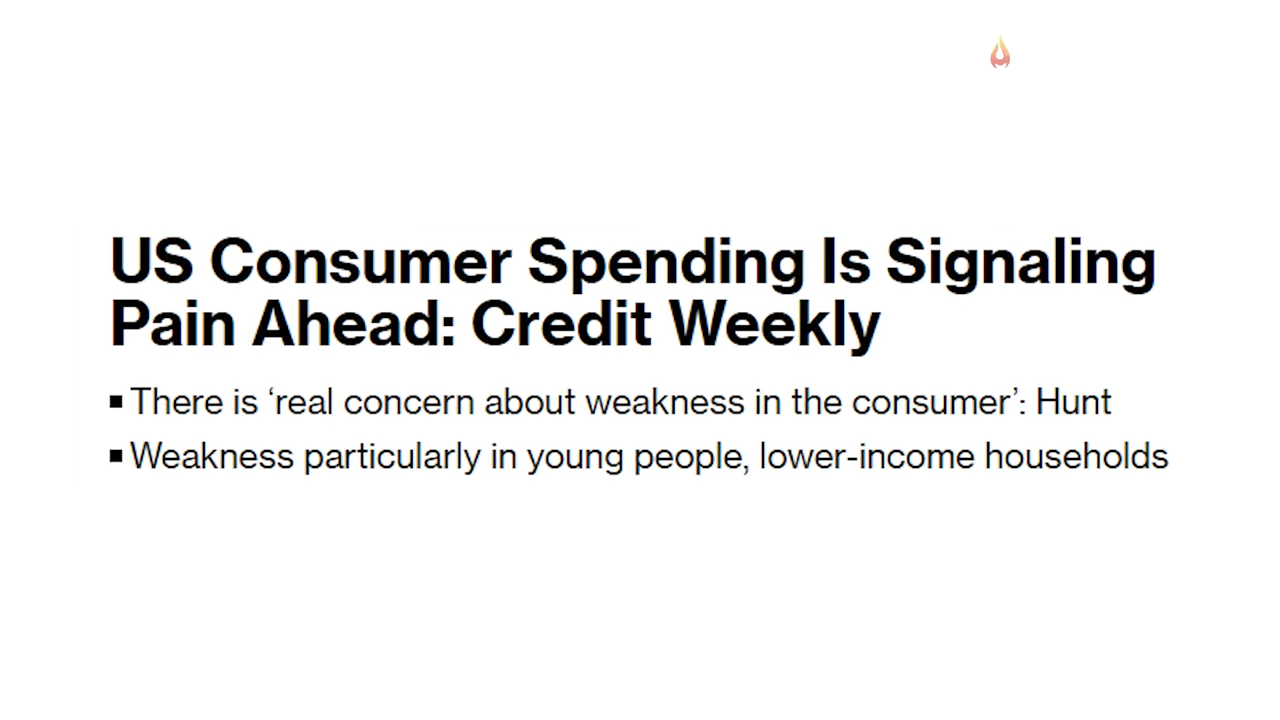 US Consumer Spending Is Signaling
Pain Ahead: Credit Weekly
▪ There is ‘real concern about weakness in the consumer’: Hunt
▪ Weakness particularly in young people, lower-income households